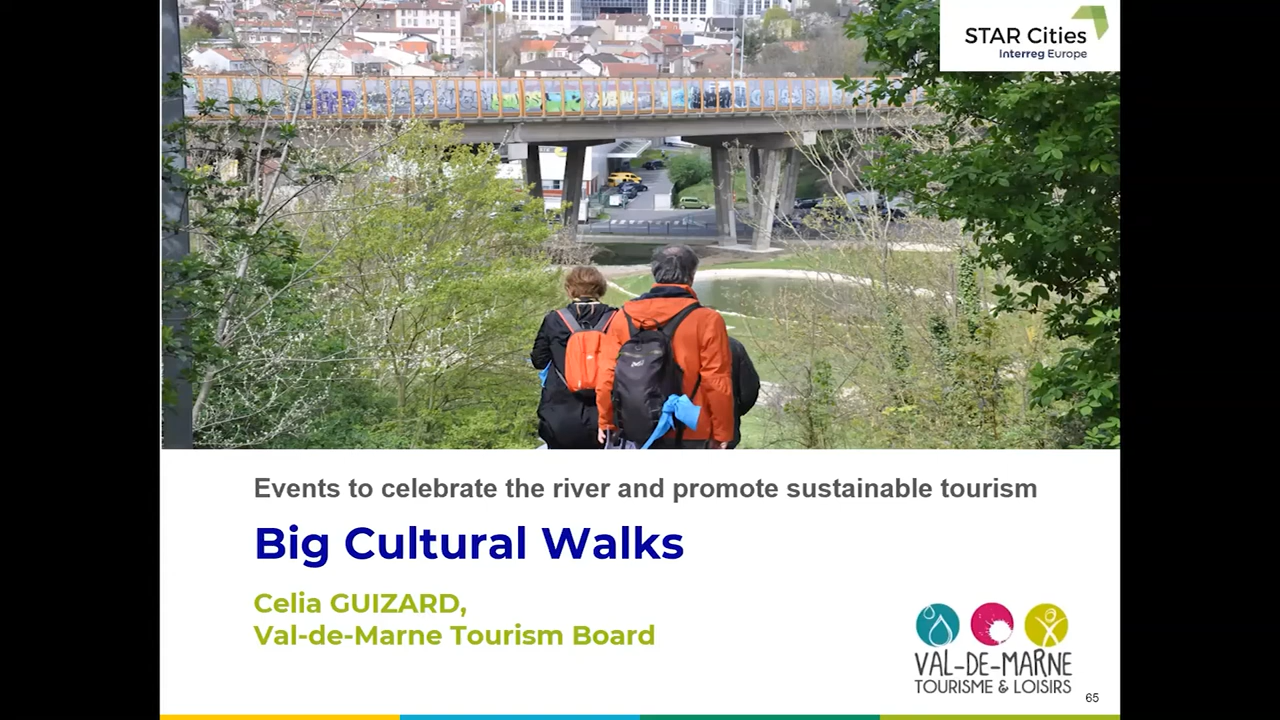 STAR Cities
Interreg Europe
Events to celebrate the river and promote sustainable tourism
Big Cultural Walks
Celia GUIZARD,
Val-de-Marne Tourism Board
VAL-DE-MARNE
TOURISME & LOISIRS
65